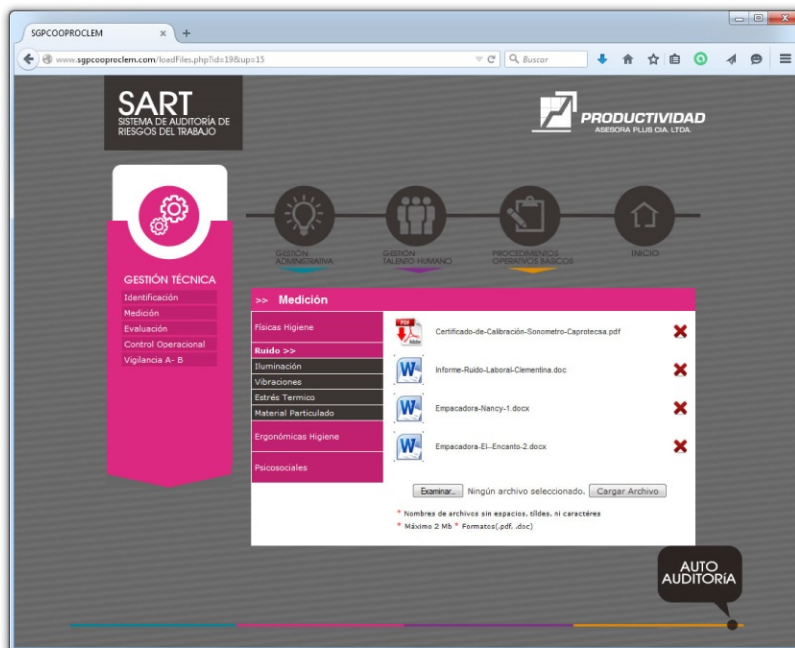 SGPCOOPROCLEM
www.sgpcooproclem.com/loadFiles.php?id=19&up=15
Buscar
SART
SISTEMA DE AUDITORÍA DE
RIESGOS DEL TRABAJO
PRODUCTIVIDAD
ASESORA PLUS CIA. LTDA.
GESTIÓN
ADMINISTRATIVA
GESTIÓN
TALENTO HUMANO
PROCEDIMIENTOS
OPERATIVOS BÁSICOS
INICIO
GESTIÓN TÉCNICA
Identificación
Medición
Evaluación
Control Operacional
Vigilancia A- B
>> Medición
Físicas Higiene
Ruido >>
Iluminación
Vibraciones
Estrés Termico
Material Particulado
Ergonómicas Higiene
Psicosociales
PDF
Adobe
Certificado-de-Calibración-Sonometro-Caprotecsa.pdf
W
Informe-Ruido-Laboral-Clementina.doc
W
Empacadora-Nancy-1.docx
W
Empacadora-El--Encanto-2.docx
Examinar... Ningún archivo seleccionado. Cargar Archivo
* Nombres de archivos sin espacios, tildes, ni caractéres
* Máximo 2 Mb * Formatos(.pdf, .doc)
AUTO
AUDITORÍA